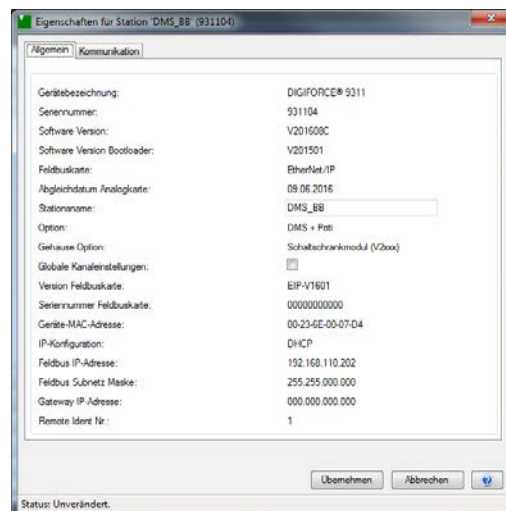 Eigenschaften für Station 'DMS_BB' (931104)
Allgemein Kommunikation
Gerätebezeichnung: DIGIFORCE® 9311
Seriennummer: 931104
Software Version: V201608C
Software Version Bootloader: V201501
Feldbuskarte: EtherNet/IP
Abgleichdatum Analogkarte: 09.06.2016
Stationsname: DMS_BB
Option: DMS + Poti
Gehäuse Option: Schaltschrankmodul (V2xxx)
Globale Kanaleinstellungen:
Version Feldbuskarte: EIP-V1601
Seriennummer Feldbuskarte: 00000000000
Geräte-MAC-Adresse: 00-23-6E-00-07-D4
IP-Konfiguration: DHCP
Feldbus IP-Adresse: 192.168.110.202
Feldbus Subnetz Maske: 255.255.000.000
Gateway IP-Adresse: 000.000.000.000
Remote Ident Nr.: 1
Übernehmen Abbrechen ?
Status: Unverändert.